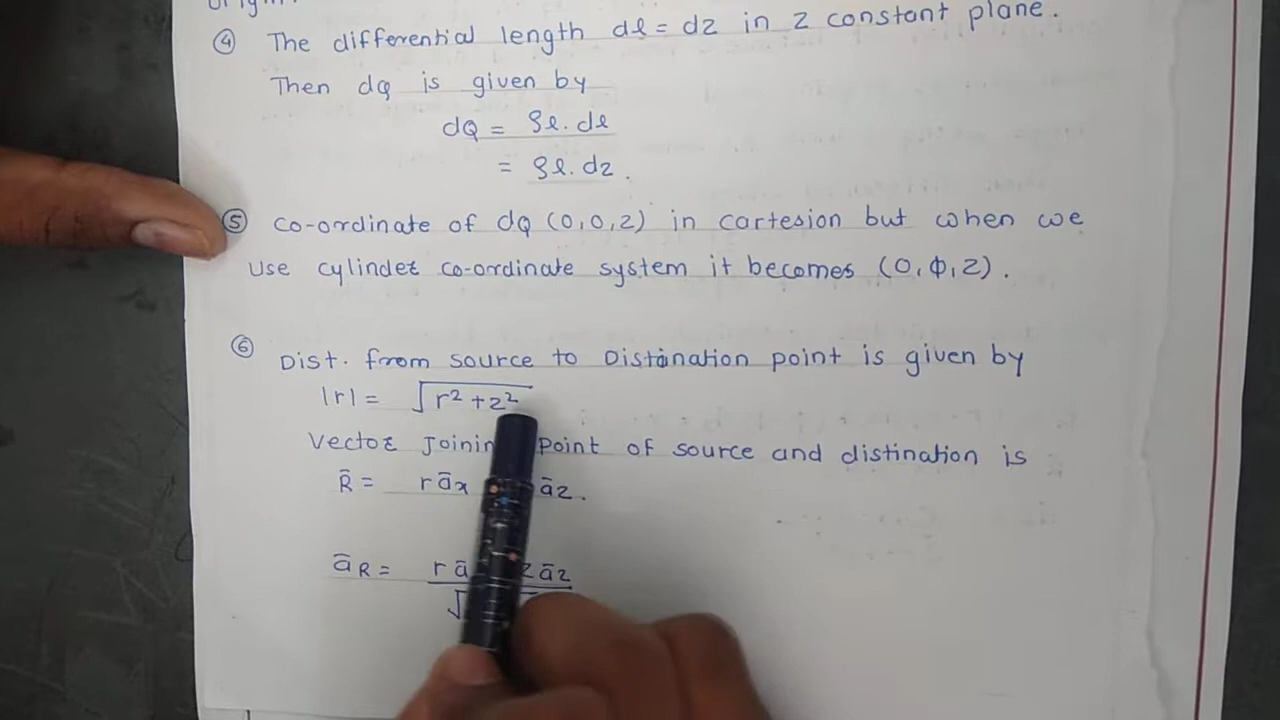 ④ The differential length dl = dz in z constant plane.
Then dQ is given by
dQ = ρl. dl
= ρl. dz.
⑤ co-ordinate of dQ (0,0,z) in cartesion but when we
use cylinder co-ordinate system it becomes (0,ϕ,z).
⑥ Dist. from source to Distination point is given by
|r| = √r² + z²
Vector Joinin point of source and distination is
R̄ = r āx āz.
āR = r ā z āz
√